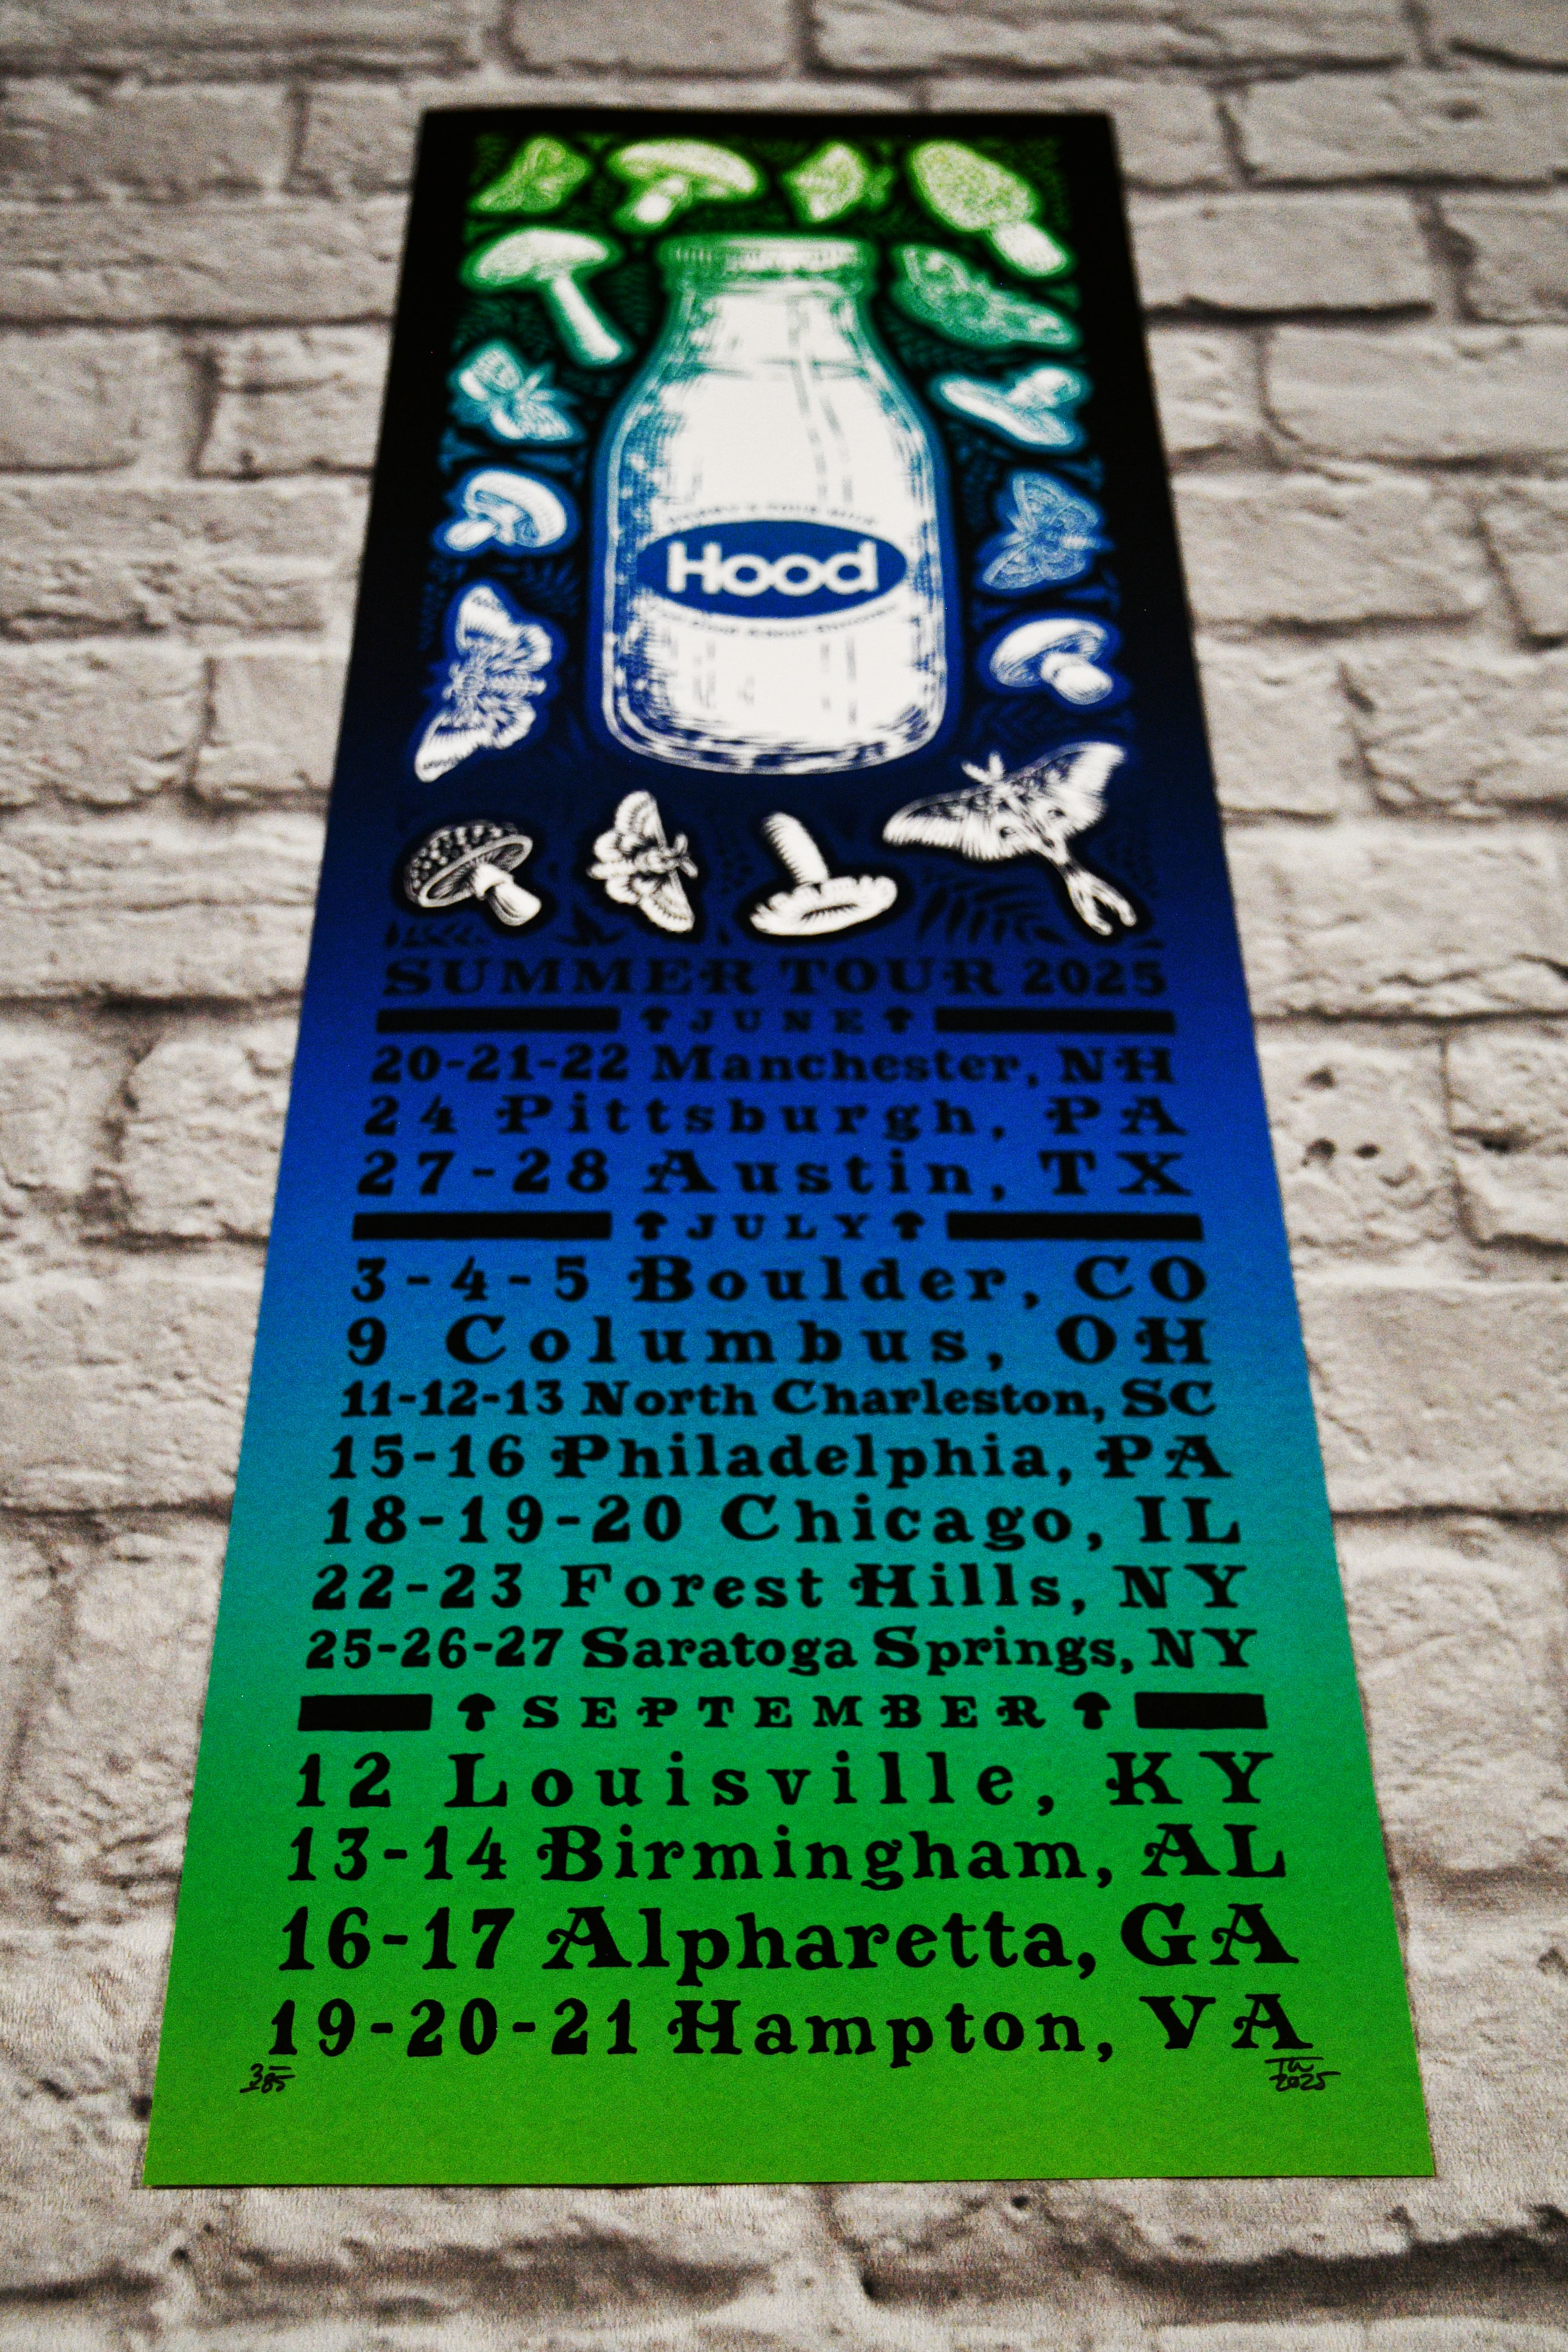 Hood
SUMMER TOUR 2025
JUNE
20-21-22 Manchester, NH
24 Pittsburgh, PA
27-28 Austin, TX
JULY
3-4-5 Boulder, CO
9 Columbus, OH
11-12-13 North Charleston, SC
15-16 Philadelphia, PA
18-19-20 Chicago, IL
22-23 Forest Hills, NY
25-26-27 Saratoga Springs, NY
SEPTEMBER
12 Louisville, KY
13-14 Birmingham, AL
16-17 Alpharetta, GA
19-20-21 Hampton, VA
2025